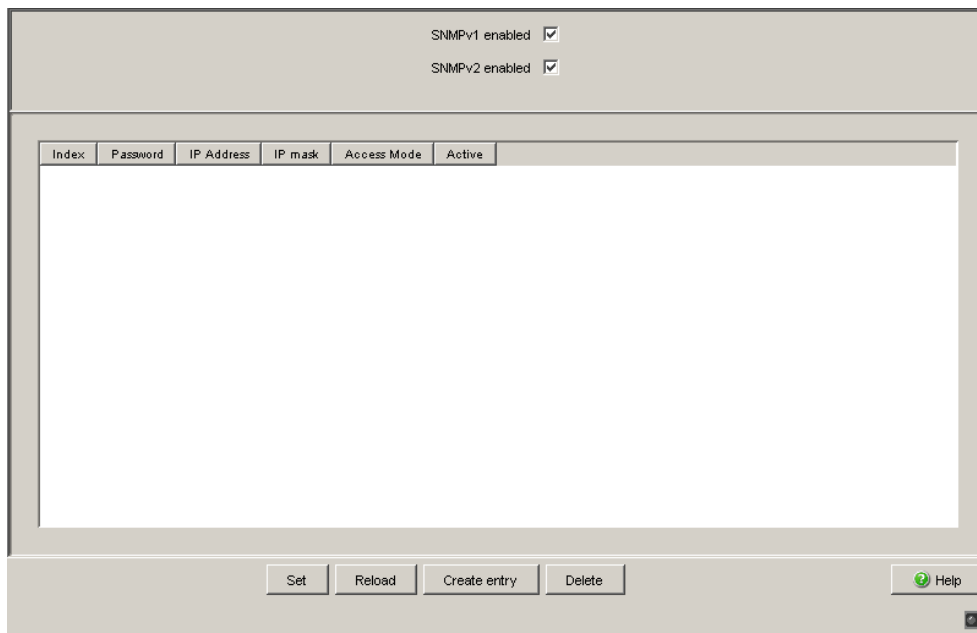 SNMPv1 enabled
SNMPv2 enabled
Index Password IP Address IP mask Access Mode Active
Set Reload Create entry Delete Help